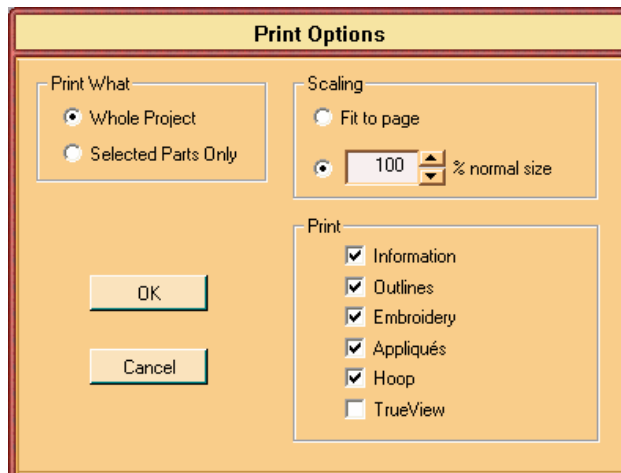 Print Options
Print What
Whole Project
Selected Parts Only
Scaling
Fit to page
100 % normal size
Print
Information
Outlines
Embroidery
Appliqués
Hoop
TrueView
OK
Cancel